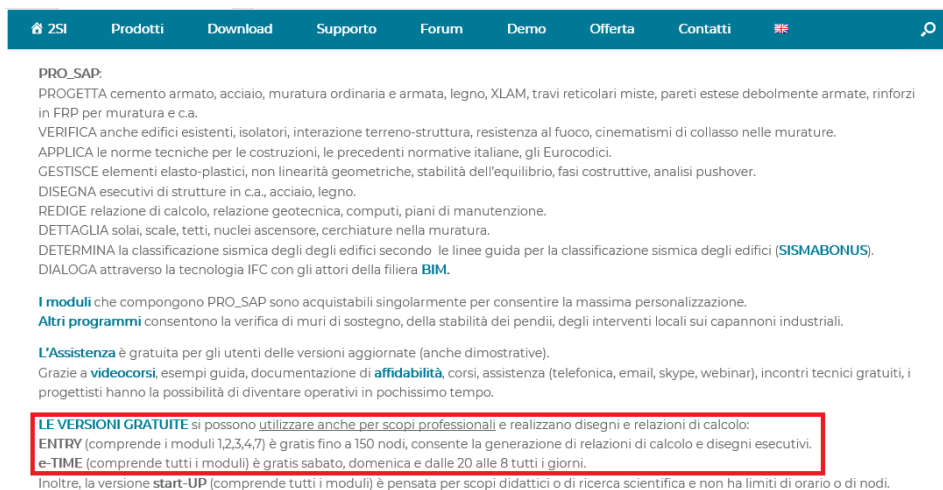 2SI Prodotti Download Supporto Forum Demo Offerta Contatti
PRO_SAP:
PROGETTA cemento armato, acciaio, muratura ordinaria e armata, legno, XLAM, travi reticolari miste, pareti estese debolmente armate, rinforzi
in FRP per muratura e c.a.
VERIFICA anche edifici esistenti, isolatori, interazione terreno-struttura, resistenza al fuoco, cinematismi di collasso nelle murature.
APPLICA le norme tecniche per le costruzioni, le precedenti normative italiane, gli Eurocodici.
GESTISCE elementi elasto-plastici, non linearità geometriche, stabilità dell'equilibrio, fasi costruttive, analisi pushover.
DISEGNA esecutivi di strutture in c.a., acciaio, legno.
REDIGE relazione di calcolo, relazione geotecnica, computi, piani di manutenzione.
DETTAGLIA solai, scale, tetti, nuclei ascensore, cerchiature nella muratura.
DETERMINA la classificazione sismica degli degli edifici secondo le linee guida per la classificazione sismica degli edifici (SISMABONUS).
DIALOGA attraverso la tecnologia IFC con gli attori della filiera BIM.
I moduli che compongono PRO_SAP sono acquistabili singolarmente per consentire la massima personalizzazione.
Altri programmi consentono la verifica di muri di sostegno, della stabilità dei pendii, degli interventi locali sui capannoni industriali.
L'Assistenza è gratuita per gli utenti delle versioni aggiornate (anche dimostrative).
Grazie a videocorsi, esempi guida, documentazione di affidabilità, corsi, assistenza (telefonica, email, skype, webinar), incontri tecnici gratuiti, i
progettisti hanno la possibilità di diventare operativi in pochissimo tempo.
LE VERSIONI GRATUITE si possono utilizzare anche per scopi professionali e realizzano disegni e relazioni di calcolo:
ENTRY (comprende i moduli 1,2,3,4,7) è gratis fino a 150 nodi, consente la generazione di relazioni di calcolo e disegni esecutivi.
e-TIME (comprende tutti i moduli) è gratis sabato, domenica e dalle 20 alle 8 tutti i giorni.
Inoltre, la versione start-UP (comprende tutti i moduli) è pensata per scopi didattici o di ricerca scientifica e non ha limiti di orario o di nodi.